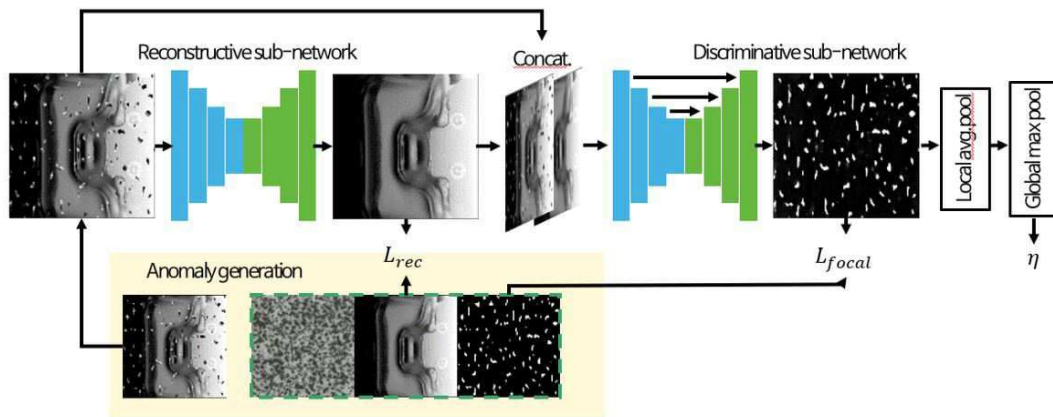 Reconstructive sub-network
Concat.
Discriminative sub-network
Local avg.pool
Global max pool
L_rec
L_focal
η
Anomaly generation